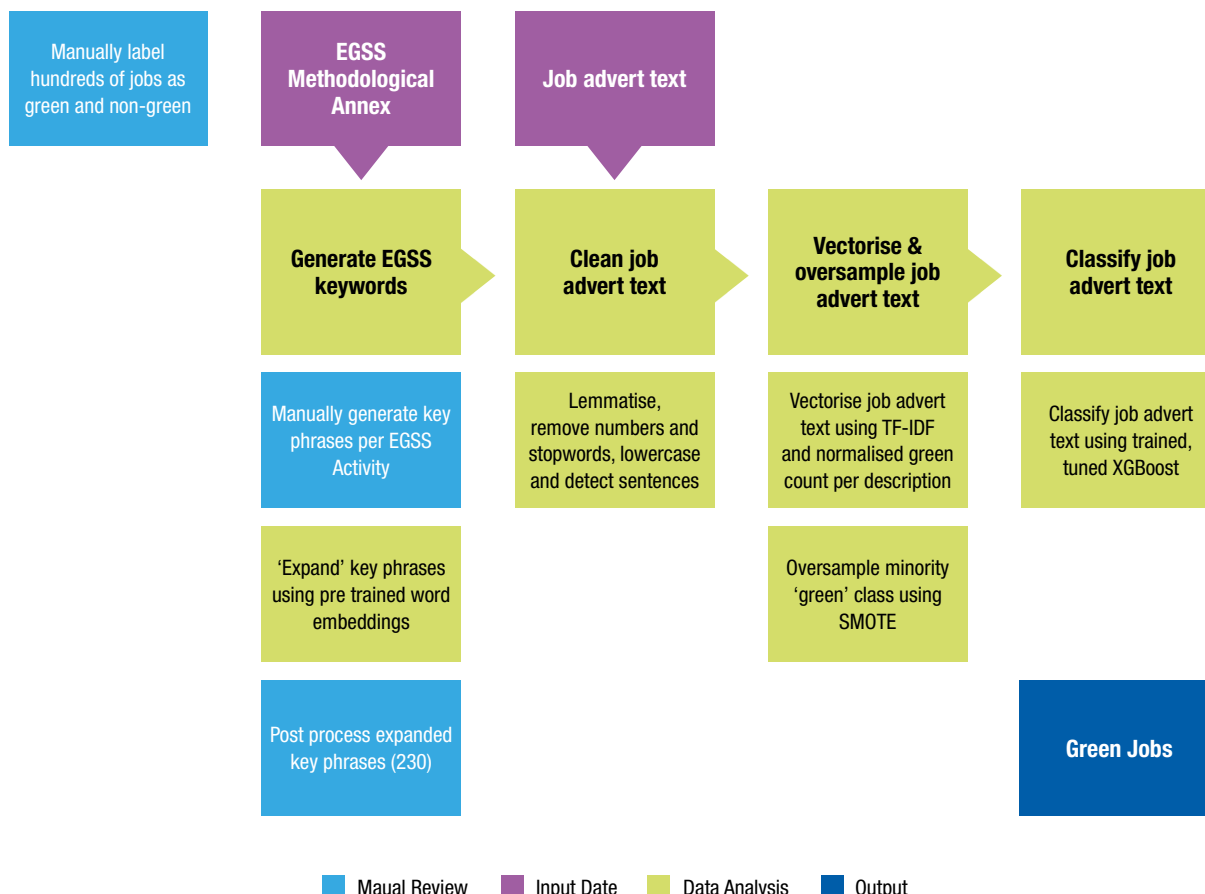 Manually label
hundreds of jobs as
green and non-green
EGSS
Methodological
Annex
Job advert text
Generate EGSS
keywords
Clean job
advert text
Vectorise &
oversample job
advert text
Classify job
advert text
Manually generate key
phrases per EGSS
Activity
Lemmatise,
remove numbers and
stopwords, lowercase
and detect sentences
Vectorise job advert
text using TF-IDF
and normalised green
count per description
Classify job advert
text using trained,
tuned XGBoost
‘Expand’ key phrases
using pre trained word
embeddings
Oversample minority
‘green’ class using
SMOTE
Post process expanded
key phrases (230)
Green Jobs
Maual Review
Input Date
Data Analysis
Output